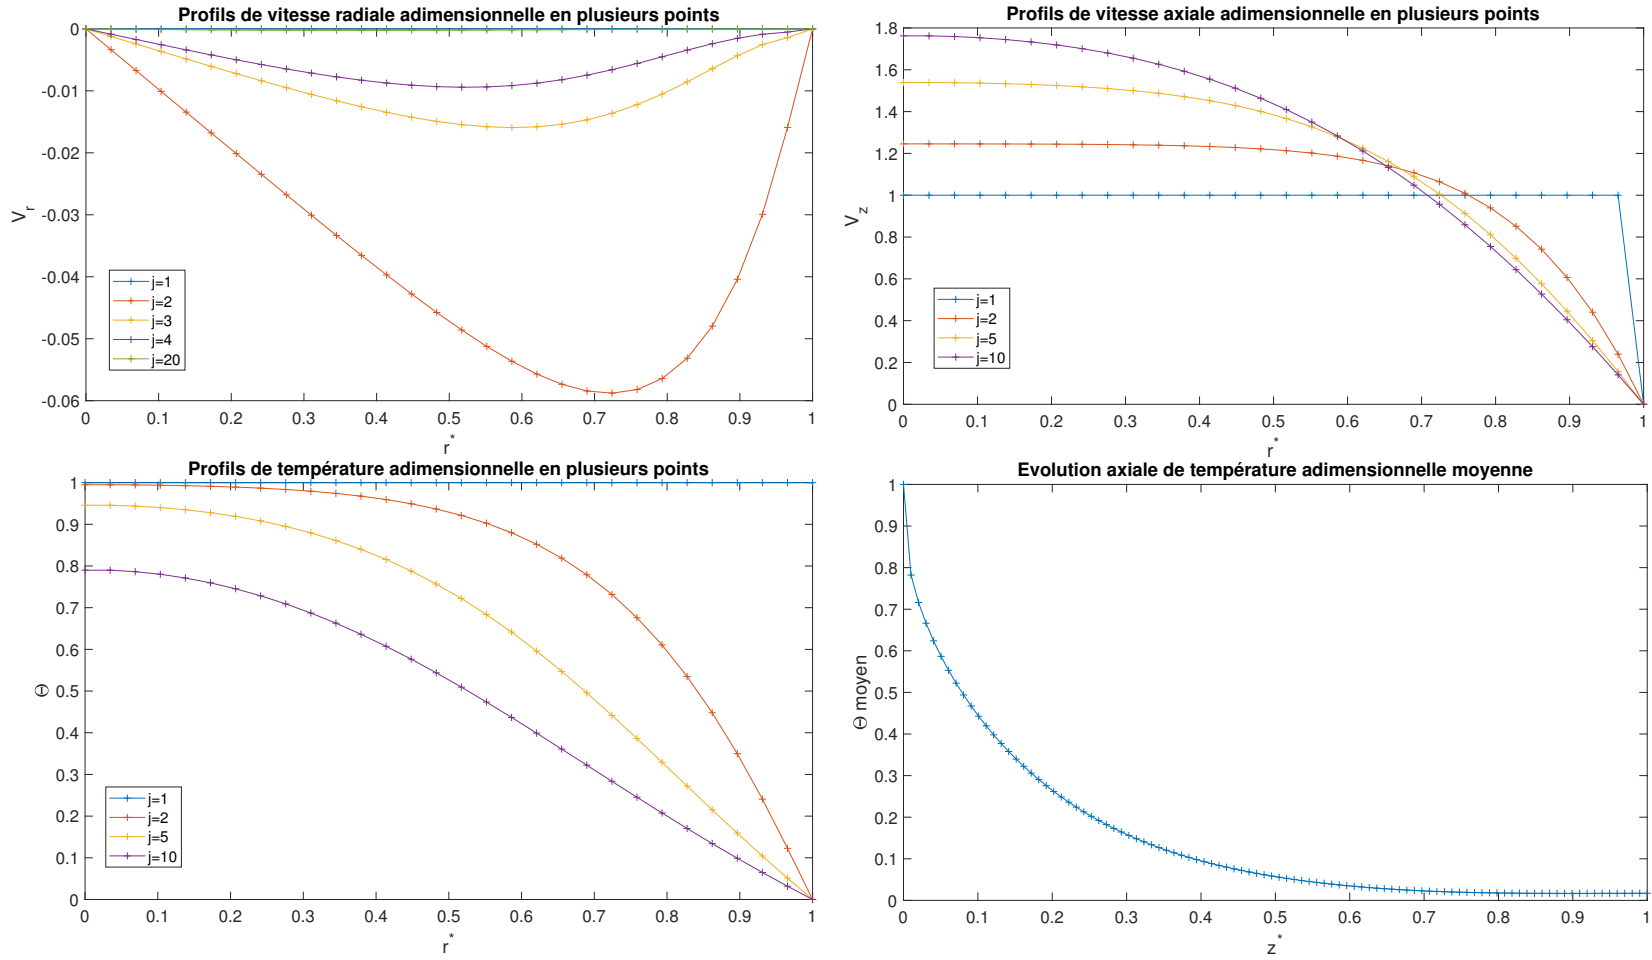 Profils de vitesse radiale adimensionnelle en plusieurs points
0
-0.01
-0.02
-0.03
-0.04
-0.05
-0.06
V_r
j=1
j=2
j=3
j=4
j=20
0 0.1 0.2 0.3 0.4 0.5 0.6 0.7 0.8 0.9 1
r*
Profils de vitesse axiale adimensionnelle en plusieurs points
1.8
1.6
1.4
1.2
1
0.8
0.6
0.4
0.2
0
V_z
j=1
j=2
j=5
j=10
0 0.1 0.2 0.3 0.4 0.5 0.6 0.7 0.8 0.9 1
r*
Profils de température adimensionnelle en plusieurs points
1
0.9
0.8
0.7
0.6
0.5
0.4
0.3
0.2
0.1
0
Θ
j=1
j=2
j=5
j=10
0 0.1 0.2 0.3 0.4 0.5 0.6 0.7 0.8 0.9 1
r*
Evolution axiale de température adimensionnelle moyenne
1
0.9
0.8
0.7
0.6
0.5
0.4
0.3
0.2
0.1
0
Θ moyen
0 0.1 0.2 0.3 0.4 0.5 0.6 0.7 0.8 0.9 1
z*